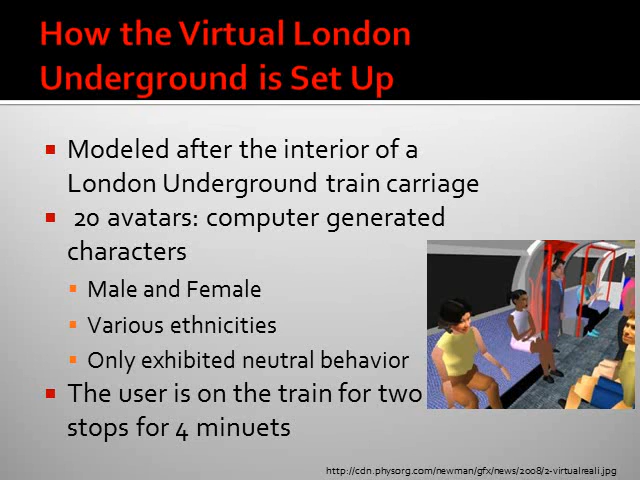 How the Virtual London
Underground is Set Up
Modeled after the interior of a
London Underground train carriage
20 avatars: computer generated
characters
Male and Female
Various ethnicities
Only exhibited neutral behavior
The user is on the train for two
stops for 4 minuets
http://cdn.physorg.com/newman/gfx/news/2008/2-virtualreali.jpg